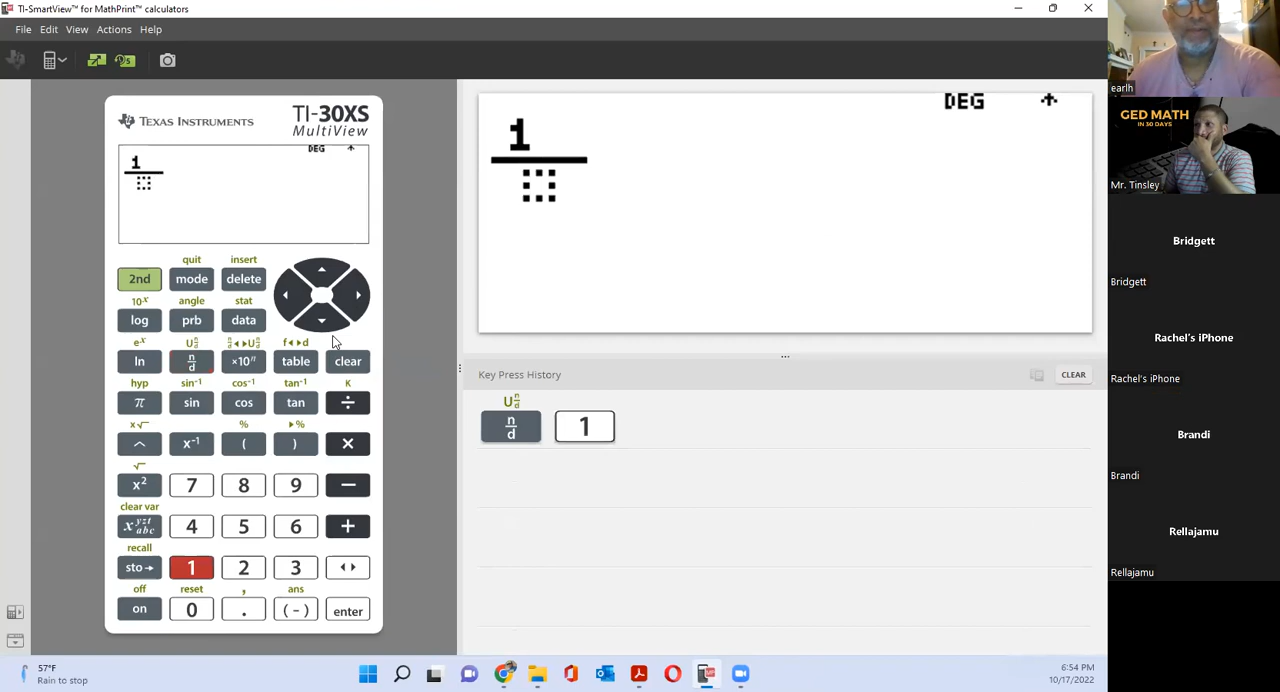 TI-SmartView™ for MathPrint™ calculators
File Edit View Actions Help
TEXAS INSTRUMENTS
TI-30XS
MultiView
DEG
1
quit insert
2nd mode delete
10ˣ angle stat
log prb data
eˣ U n/d n/d ◄► U n/d f◄►d
ln n/d ×10ⁿ table clear
hyp sin⁻¹ cos⁻¹ tan⁻¹ K
π sin cos tan ÷
x√ % ►%
^ x⁻¹ ( ) ×
√
x² 7 8 9 −
clear var
x yzt abc 4 5 6 +
recall
sto→ 1 2 3 ◄►
off reset , ans
on 0 . (-) enter
DEG
1
Key Press History
CLEAR
U n/d
n/d 1
earlh
GED MATH
IN 30 DAYS
Mr. Tinsley
Bridgett
Bridgett
Rachel's iPhone
Rachel's iPhone
Brandi
Brandi
Rellajamu
Rellajamu
57°F
Rain to stop
6:54 PM
10/17/2022